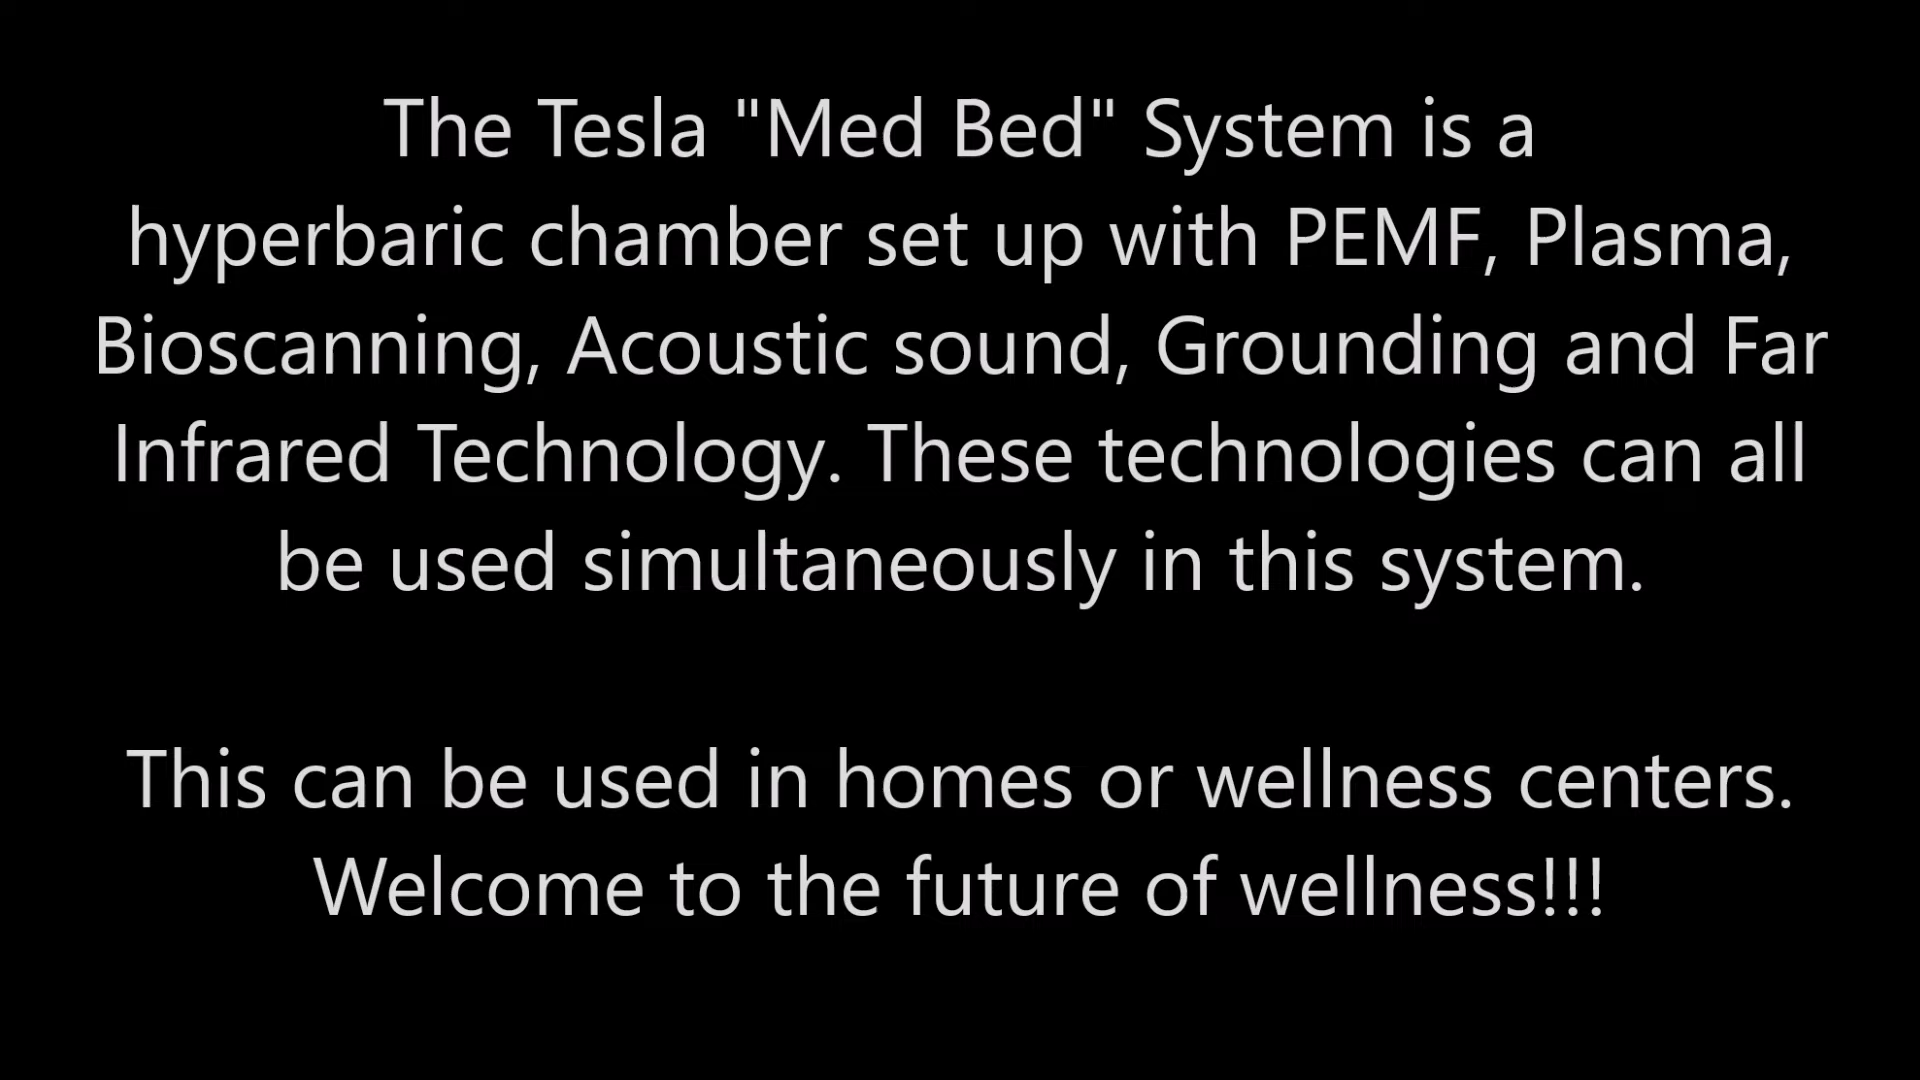 The Tesla "Med Bed" System is a
hyperbaric chamber set up with PEMF, Plasma,
Bioscanning, Acoustic sound, Grounding and Far
Infrared Technology. These technologies can all
be used simultaneously in this system.
This can be used in homes or wellness centers.
Welcome to the future of wellness!!!